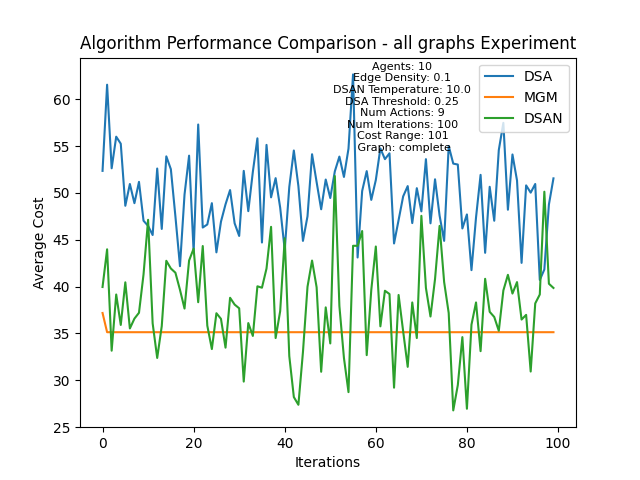 Algorithm Performance Comparison - all graphs Experiment
Agents: 10
Edge Density: 0.1
DSAN Temperature: 10.0
DSA Threshold: 0.25
Num Actions: 9
Num Iterations: 100
Cost Range: 101
Graph: complete
DSA
MGM
DSAN
Average Cost
60
55
50
45
40
35
30
25
0
20
40
60
80
100
Iterations